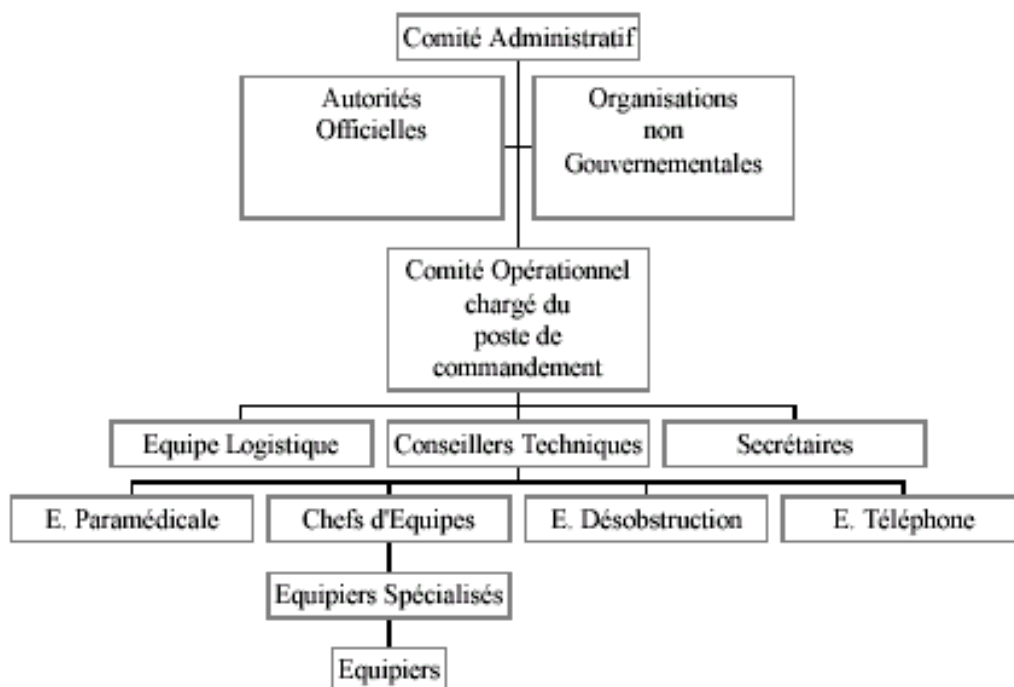 Comité Administratif
Autorités
Officielles
Organisations
non
Gouvernementales
Comité Opérationnel
chargé du
poste de
commandement
Equipe Logistique
Conseillers Techniques
Secrétaires
E. Paramédicale
Chefs d'Equipes
E. Désobstruction
E. Téléphone
Equipiers Spécialisés
Equipiers